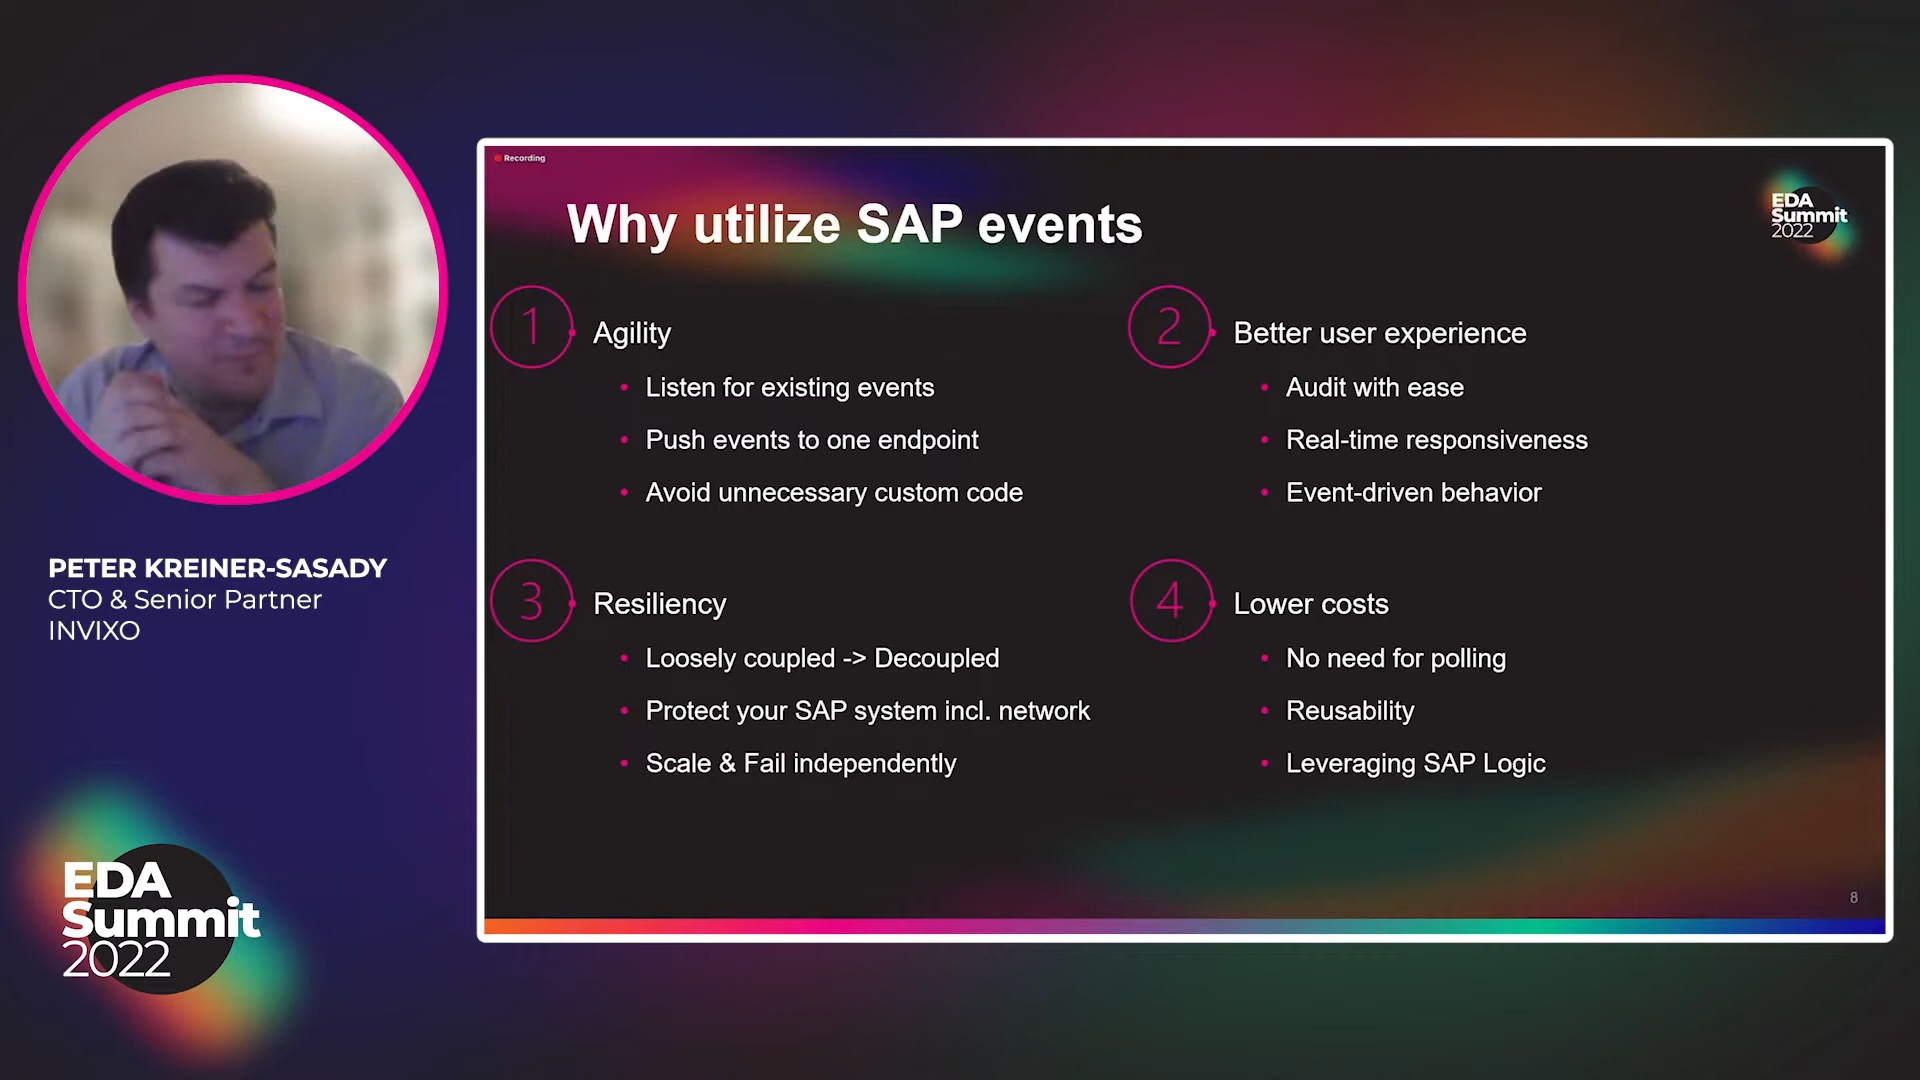 Recording
Why utilize SAP events
EDA
Summit
2022
1
Agility
• Listen for existing events
• Push events to one endpoint
• Avoid unnecessary custom code
2
Better user experience
• Audit with ease
• Real-time responsiveness
• Event-driven behavior
3
Resiliency
• Loosely coupled -> Decoupled
• Protect your SAP system incl. network
• Scale & Fail independently
4
Lower costs
• No need for polling
• Reusability
• Leveraging SAP Logic
8
PETER KREINER-SASADY
CTO & Senior Partner
INVIXO
EDA
Summit
2022